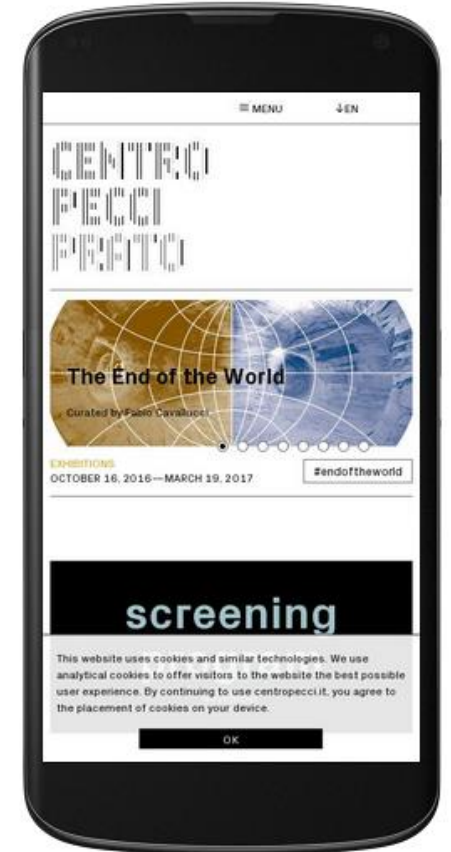 ≡ MENU
↓EN
CENTRO
PECCI
PRATO
The End of the World
Curated by Fabio Cavallucci
EXHIBITIONS
OCTOBER 16, 2016—MARCH 19, 2017
#endoftheworld
screening
This website uses cookies and similar technologies. We use
analytical cookies to offer visitors to the website the best possible
user experience. By continuing to use centropecci.it, you agree to
the placement of cookies on your device.
OK